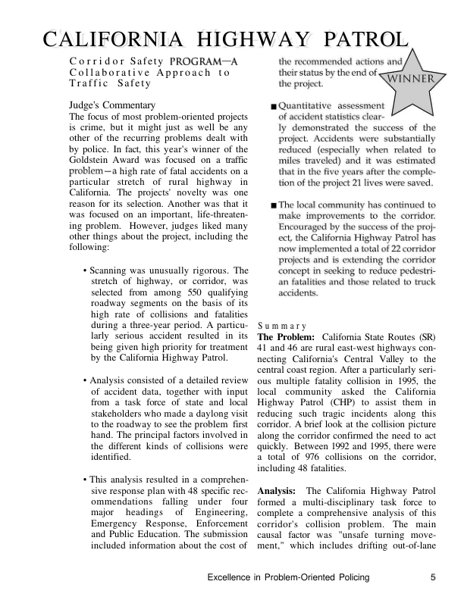 CALIFORNIA HIGHWAY PATROL
WINNER
Corridor Safety PROGRAM—A
Collaborative Approach to
Traffic Safety
Judge's Commentary
The focus of most problem-oriented projects
is crime, but it might just as well be any
other of the recurring problems dealt with
by police. In fact, this year's winner of the
Goldstein Award was focused on a traffic
problem—a high rate of fatal accidents on a
particular stretch of rural highway in
California. The projects' novelty was one
reason for its selection. Another was that it
was focused on an important, life-threaten-
ing problem. However, judges liked many
other things about the project, including the
following:
• Scanning was unusually rigorous. The
stretch of highway, or corridor, was
selected from among 550 qualifying
roadway segments on the basis of its
high rate of collisions and fatalities
during a three-year period. A particu-
larly serious accident resulted in its
being given high priority for treatment
by the California Highway Patrol.
• Analysis consisted of a detailed review
of accident data, together with input
from a task force of state and local
stakeholders who made a daylong visit
to the roadway to see the problem first
hand. The principal factors involved in
the different kinds of collisions were
identified.
• This analysis resulted in a comprehen-
sive response plan with 48 specific rec-
ommendations falling under four
major headings of Engineering,
Emergency Response, Enforcement
and Public Education. The submission
included information about the cost of
the recommended actions and
their status by the end of
the project.
■ Quantitative assessment
of accident statistics clear-
ly demonstrated the success of the
project. Accidents were substantially
reduced (especially when related to
miles traveled) and it was estimated
that in the five years after the comple-
tion of the project 21 lives were saved.
■ The local community has continued to
make improvements to the corridor.
Encouraged by the success of the proj-
ect, the California Highway Patrol has
now implemented a total of 22 corridor
projects and is extending the corridor
concept in seeking to reduce pedestri-
an fatalities and those related to truck
accidents.
Summary
The Problem: California State Routes (SR)
41 and 46 are rural east-west highways con-
necting California's Central Valley to the
central coast region. After a particularly seri-
ous multiple fatality collision in 1995, the
local community asked the California
Highway Patrol (CHP) to assist them in
reducing such tragic incidents along this
corridor. A brief look at the collision picture
along the corridor confirmed the need to act
quickly. Between 1992 and 1995, there were
a total of 976 collisions on the corridor,
including 48 fatalities.
Analysis: The California Highway Patrol
formed a multi-disciplinary task force to
complete a comprehensive analysis of this
corridor's collision problem. The main
causal factor was "unsafe turning move-
ment," which includes drifting out-of-lane
Excellence in Problem-Oriented Policing 5